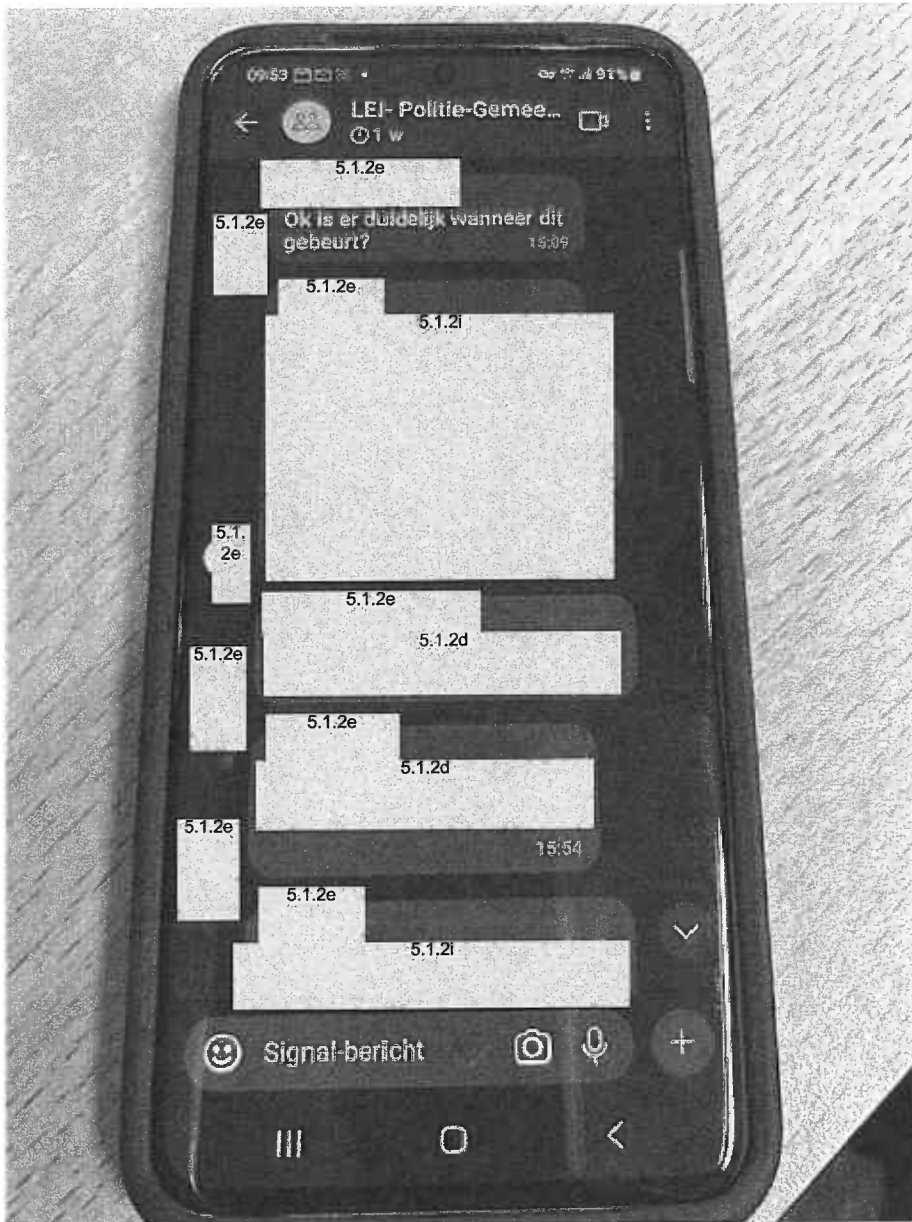 09:53
91%
LEI- Politie-Gemee...
1 w
5.1.2e
5.1.2e
Ok is er duidelijk wanneer dit
gebeurt?
15:09
5.1.2e
5.1.2i
5.1.
2e
5.1.2e
5.1.2d
5.1.2e
5.1.2e
5.1.2d
5.1.2e
15:54
5.1.2e
5.1.2i
Signal-bericht